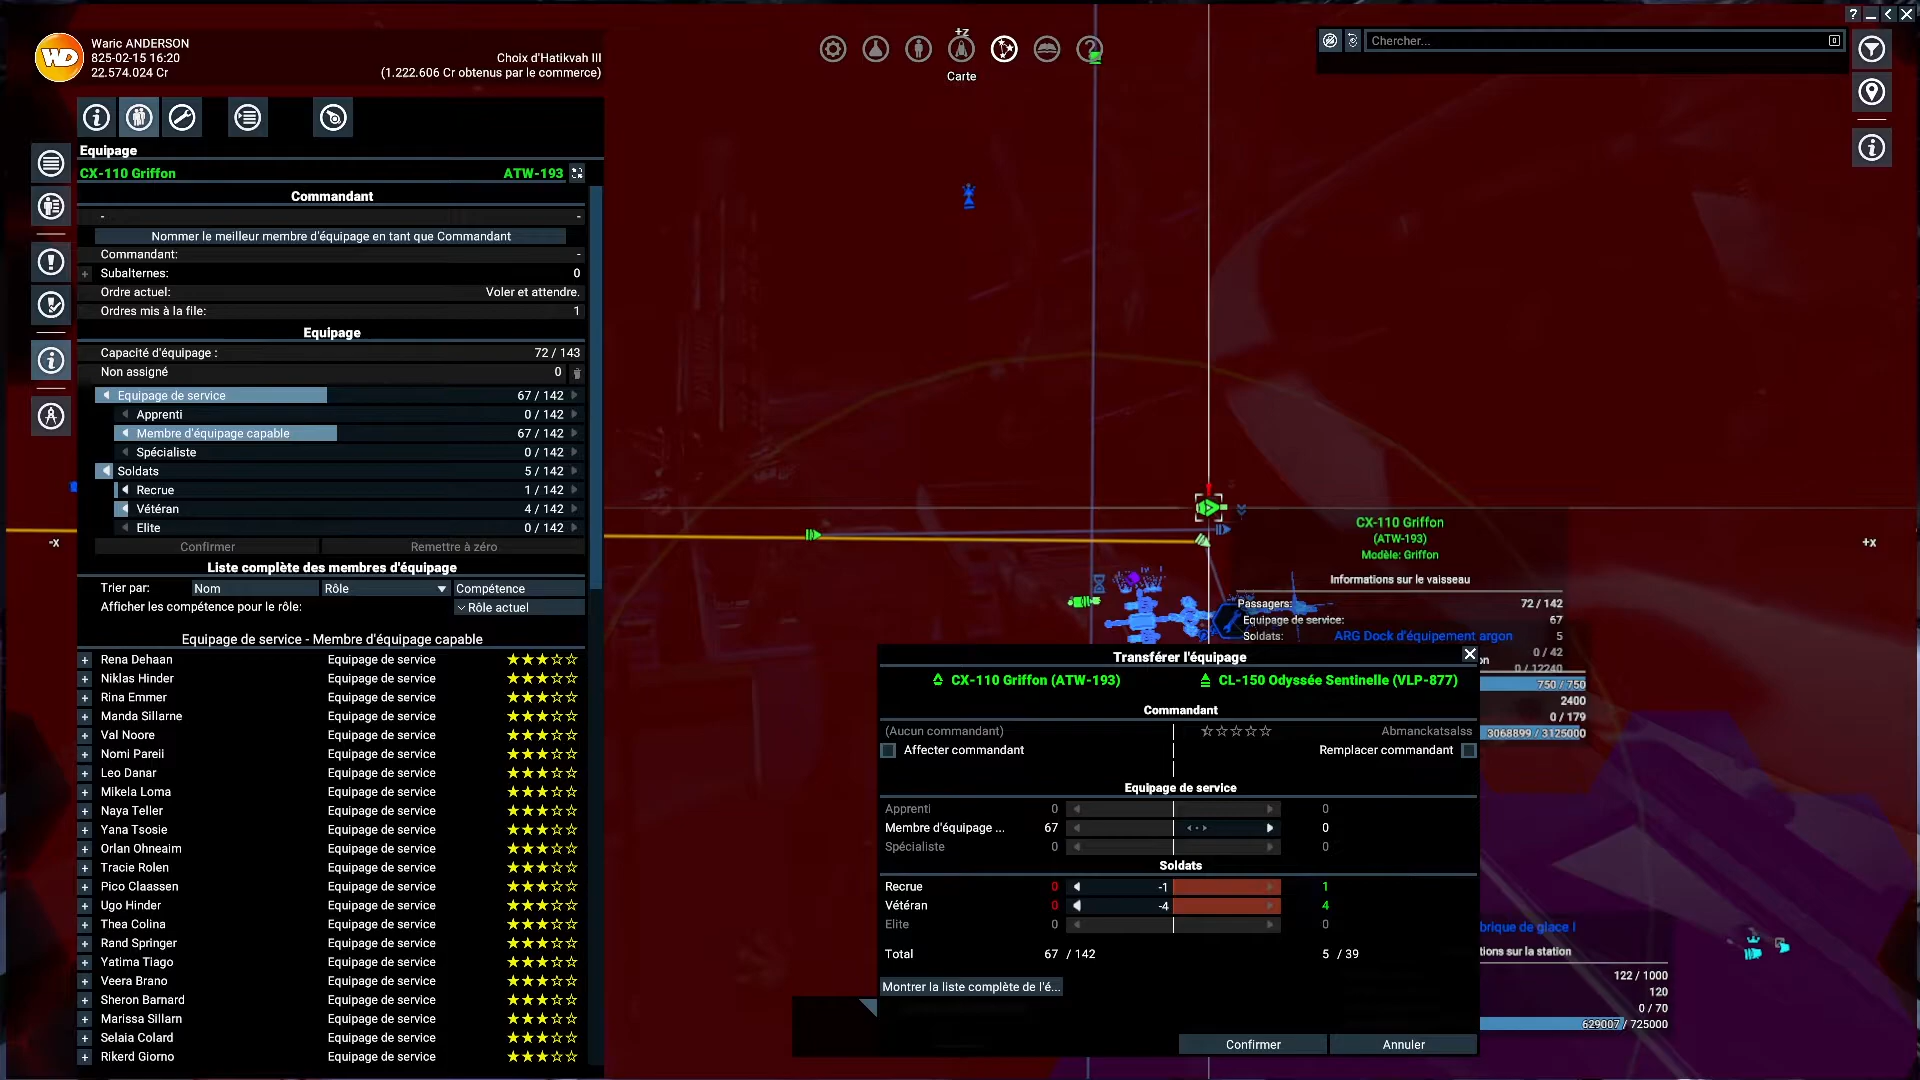 Waric ANDERSON
825-02-15 16:20
22.574.024 Cr
Choix d'Hatikvah III
(1.222.606 Cr obtenus par le commerce)
+Z
Carte
Chercher...
Equipage
CX-110 Griffon ATW-193
Commandant
- -
Nommer le meilleur membre d'équipage en tant que Commandant
Commandant: -
Subalternes: 0
Ordre actuel: Voler et attendre.
Ordres mis à la file: 1
Equipage
Capacité d'équipage : 72 / 143
Non assigné 0
Equipage de service 67 / 142
Apprenti 0 / 142
Membre d'équipage capable 67 / 142
Spécialiste 0 / 142
Soldats 5 / 142
Recrue 1 / 142
Vétéran 4 / 142
Elite 0 / 142
Confirmer Remettre à zéro
Liste complète des membres d'équipage
Trier par: Nom Rôle Compétence
Afficher les compétence pour le rôle: Rôle actuel
Equipage de service - Membre d'équipage capable
Rena Dehaan Equipage de service
Niklas Hinder Equipage de service
Rina Emmer Equipage de service
Manda Sillarne Equipage de service
Val Noore Equipage de service
Nomi Pareii Equipage de service
Leo Danar Equipage de service
Mikela Loma Equipage de service
Naya Teller Equipage de service
Yana Tsosie Equipage de service
Orlan Ohneaim Equipage de service
Tracie Rolen Equipage de service
Pico Claassen Equipage de service
Ugo Hinder Equipage de service
Thea Colina Equipage de service
Rand Springer Equipage de service
Yatima Tiago Equipage de service
Veera Brano Equipage de service
Sheron Barnard Equipage de service
Marissa Sillarn Equipage de service
Selaia Colard Equipage de service
Rikerd Giorno Equipage de service
-X
+X
CX-110 Griffon
(ATW-193)
Modèle: Griffon
Informations sur le vaisseau
Passagers: 72 / 142
Equipage de service: 67
Soldats: 5
ARG Dock d'équipement argon
0 / 42
0 / 12240
750 / 750
2400
0 / 179
3068899 / 3125000
Transférer l'équipage
CX-110 Griffon (ATW-193) CL-150 Odyssée Sentinelle (VLP-877)
Commandant
(Aucun commandant) Abmanckatsalss
Affecter commandant Remplacer commandant
Equipage de service
Apprenti 0 0
Membre d'équipage ... 67 0
Spécialiste 0 0
Soldats
Recrue 0 -1 1
Vétéran 0 -4 4
Elite 0 0
Total 67 / 142 5 / 39
Montrer la liste complète de l'é...
Confirmer Annuler
brique de glace I
tions sur la station
122 / 1000
120
0 / 70
629007 / 725000